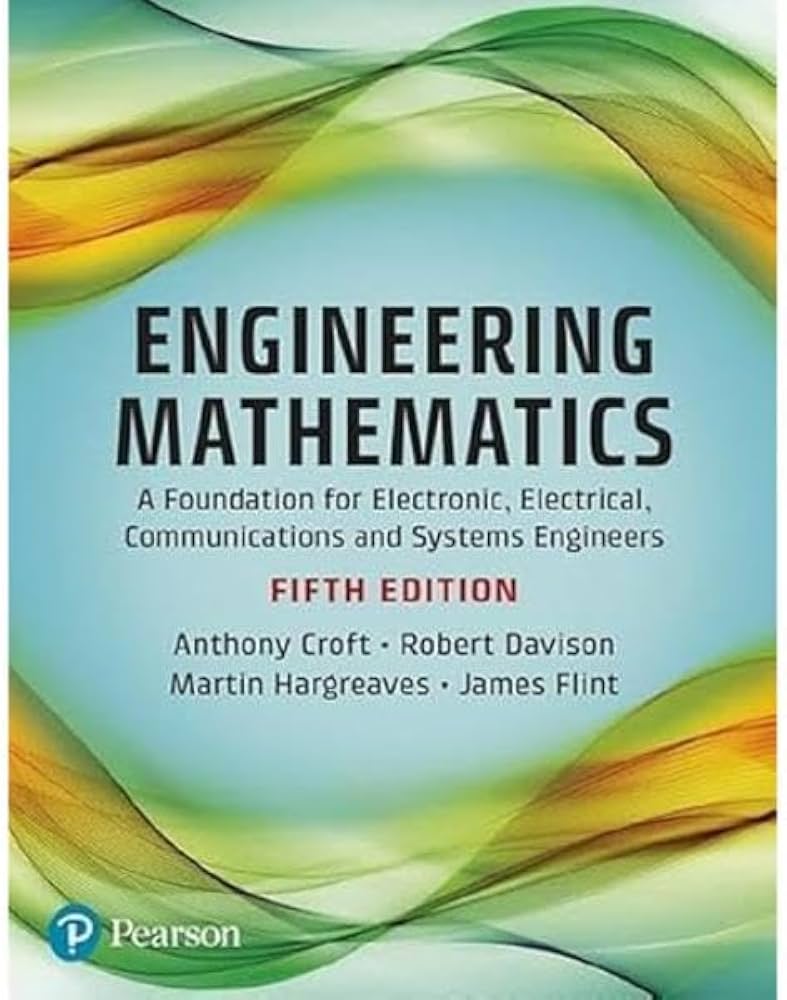 ENGINEERING
MATHEMATICS
A Foundation for Electronic, Electrical,
Communications and Systems Engineers
FIFTH EDITION
Anthony Croft • Robert Davison
Martin Hargreaves • James Flint
Pearson